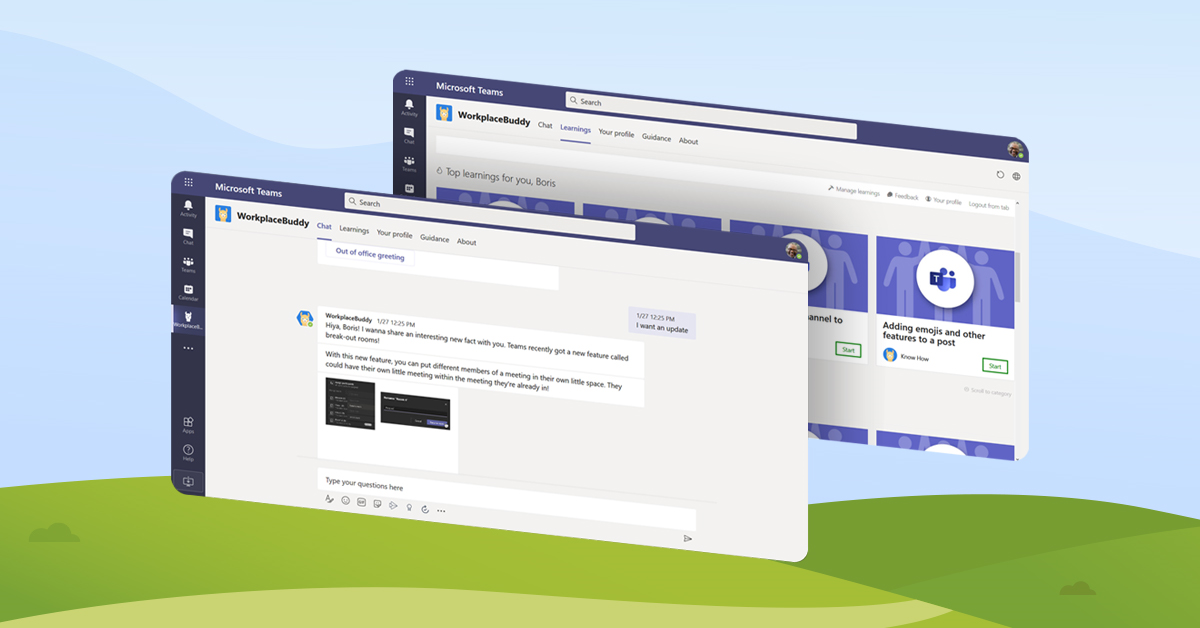 Microsoft Teams
Search
Activity
WorkplaceBuddy
Chat
Learnings
Your profile
Guidance
About
Chat
Teams
Top learnings for you, Boris
Manage learnings
Feedback
Your profile
Logout from tab
annel to
Start
Adding emojis and other
features to a post
Know How
Start
Scroll to category
Microsoft Teams
Search
Activity
WorkplaceBuddy
Chat
Learnings
Your profile
Guidance
About
Chat
Teams
Calendar
WorkplaceB...
Apps
Help
Out of office greeting
1/27 12:25 PM
I want an update
WorkplaceBuddy 1/27 12:25 PM
Hiya, Boris! I wanna share an interesting new fact with you. Teams recently got a new feature called
break-out rooms!
With this new feature, you can put different members of a meeting in their own little space. They
could have their own little meeting within the meeting they're already in!
Type your questions here
GIF